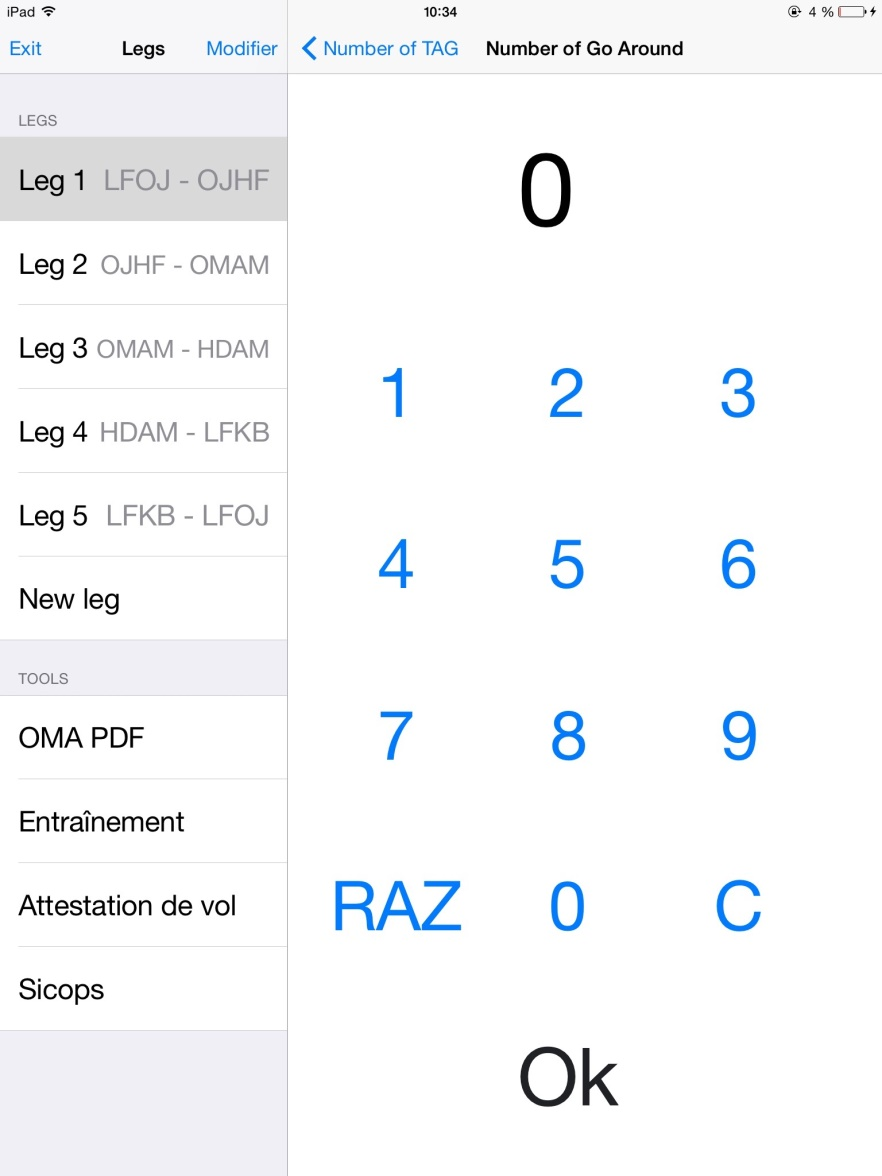 iPad
10:34
4 %
Exit
Legs
Modifier
LEGS
Leg 1 LFOJ - OJHF
Leg 2 OJHF - OMAM
Leg 3 OMAM - HDAM
Leg 4 HDAM - LFKB
Leg 5 LFKB - LFOJ
New leg
TOOLS
OMA PDF
Entraînement
Attestation de vol
Sicops
Number of TAG
Number of Go Around
0
1 2 3
4 5 6
7 8 9
RAZ 0 C
Ok